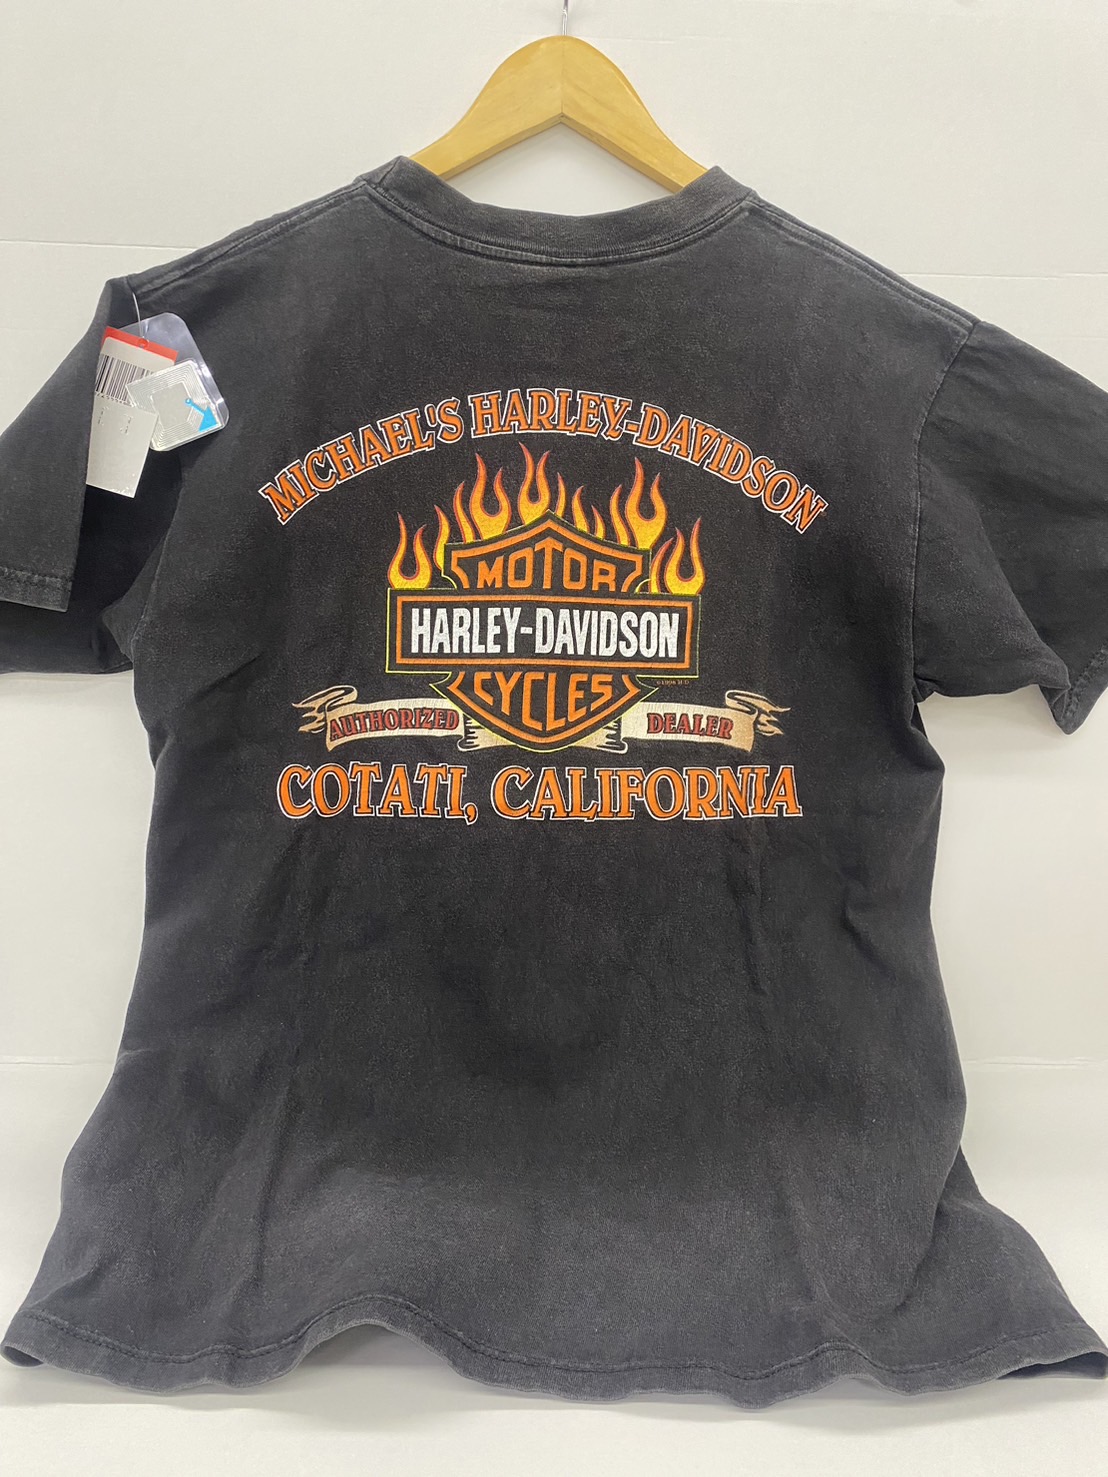 MICHAEL'S HARLEY-DAVIDSON
MOTOR
HARLEY-DAVIDSON
CYCLES
AUTHORIZED DEALER
COTATI, CALIFORNIA